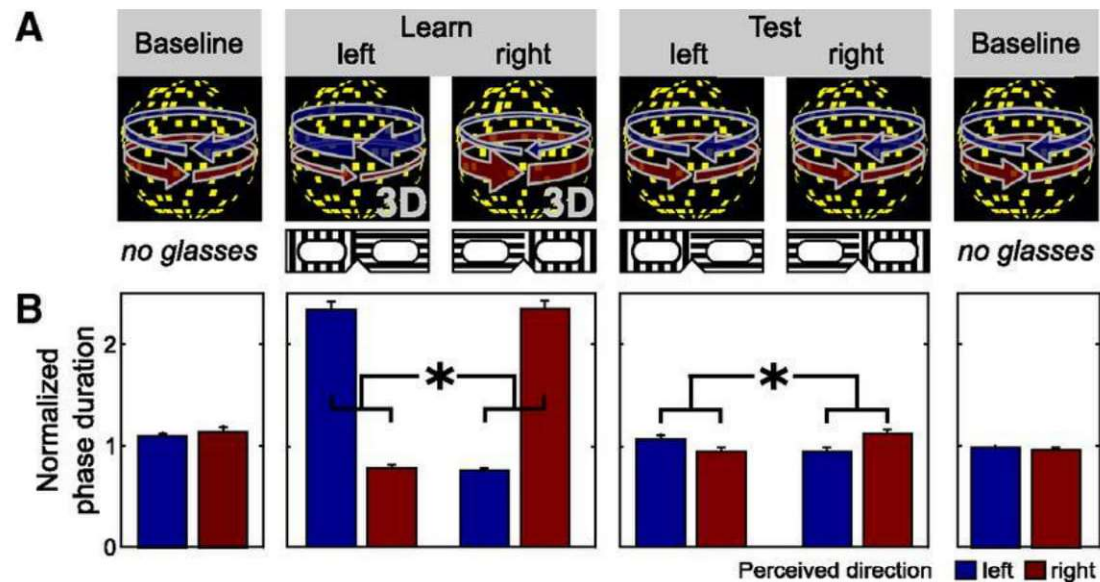 A
Baseline
Learn
left right
Test
left right
Baseline
3D 3D
no glasses
no glasses
B
Normalized
phase duration
2
1
0
*
*
Perceived direction left right